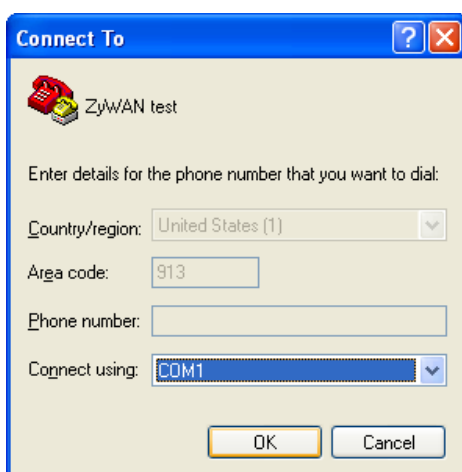 Connect To
ZyWAN test
Enter details for the phone number that you want to dial:
Country/region: United States (1)
Area code: 913
Phone number:
Connect using: COM1
OK Cancel